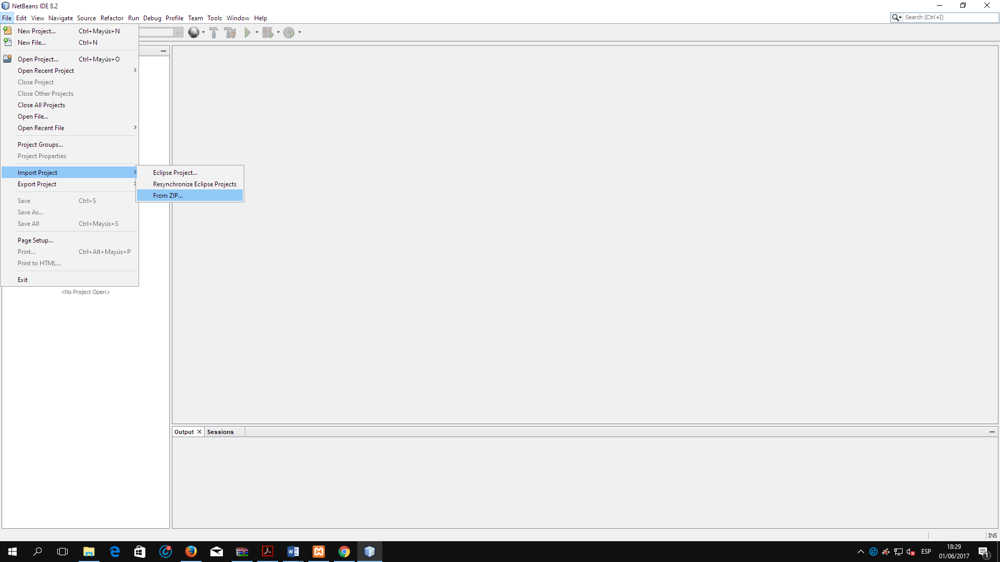 NetBeans IDE 8.2
File Edit View Navigate Source Refactor Run Debug Profile Team Tools Window Help
Search (Ctrl+I)
New Project... Ctrl+Mayús+N
New File... Ctrl+N
Open Project... Ctrl+Mayús+O
Open Recent Project
Close Project
Close Other Projects
Close All Projects
Open File...
Open Recent File
Project Groups...
Project Properties
Import Project
Export Project
Eclipse Project...
Resynchronize Eclipse Projects
From ZIP...
Save Ctrl+S
Save As...
Save All Ctrl+Mayús+S
Page Setup...
Print... Ctrl+Alt+Mayús+P
Print to HTML...
Exit
<No Project Open>
Output Sessions
INS
ESP
18:29
01/06/2017
1